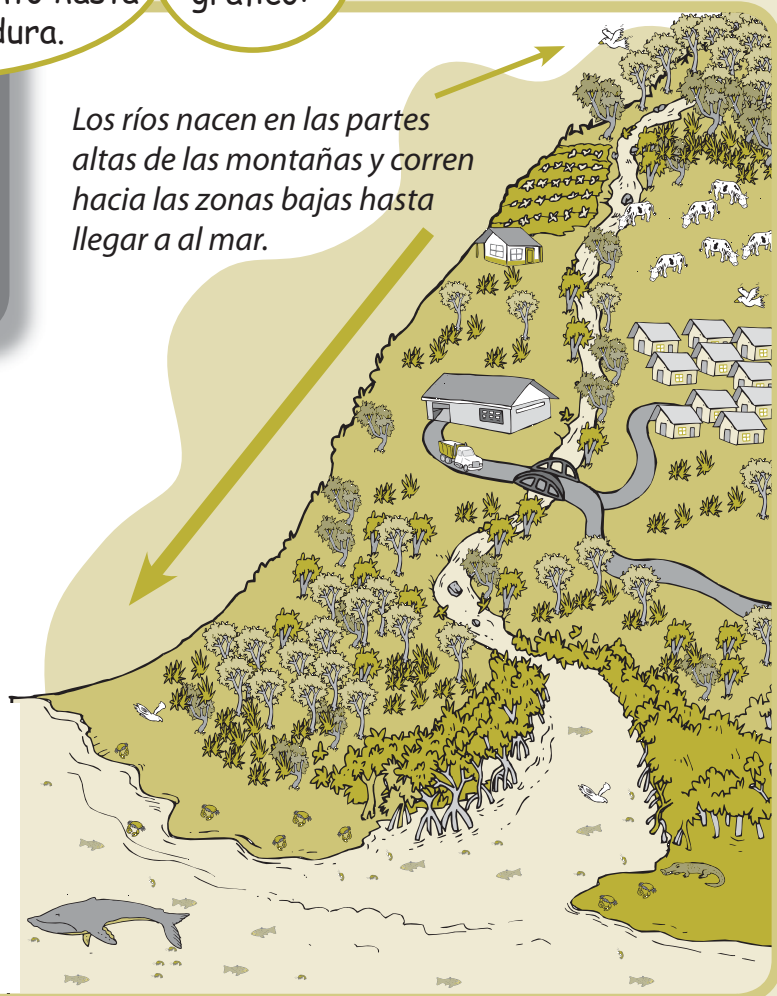 gráfico.
dura.
Los ríos nacen en las partes
altas de las montañas y corren
hacia las zonas bajas hasta
llegar a al mar.